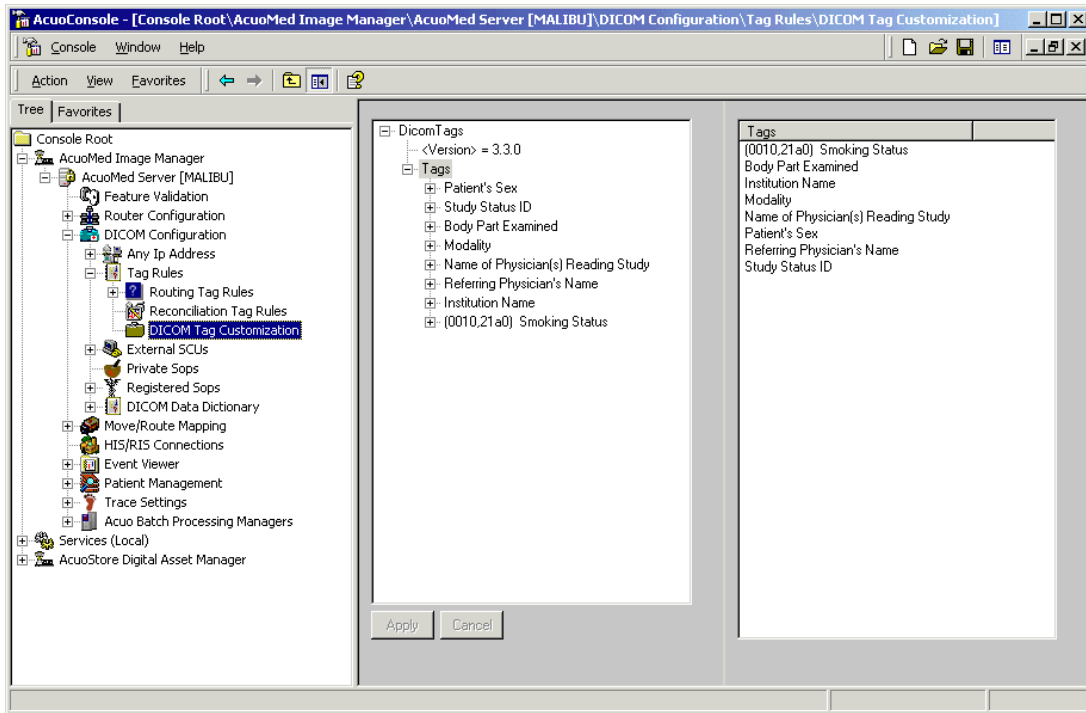 AcuoConsole - [Console Root\AcuoMed Image Manager\AcuoMed Server [MALIBU]\DICOM Configuration\Tag Rules\DICOM Tag Customization]
Console Window Help
Action View Favorites
Tree Favorites
Console Root
AcuoMed Image Manager
AcuoMed Server [MALIBU]
Feature Validation
Router Configuration
DICOM Configuration
Any Ip Address
Tag Rules
Routing Tag Rules
Reconciliation Tag Rules
DICOM Tag Customization
External SCUs
Private Sops
Registered Sops
DICOM Data Dictionary
Move/Route Mapping
HIS/RIS Connections
Event Viewer
Patient Management
Trace Settings
Acuo Batch Processing Managers
Services (Local)
AcuoStore Digital Asset Manager
DicomTags
<Version> = 3.3.0
Tags
Patient's Sex
Study Status ID
Body Part Examined
Modality
Name of Physician(s) Reading Study
Referring Physician's Name
Institution Name
(0010,21a0) Smoking Status
Apply Cancel
Tags
(0010,21a0) Smoking Status
Body Part Examined
Institution Name
Modality
Name of Physician(s) Reading Study
Patient's Sex
Referring Physician's Name
Study Status ID